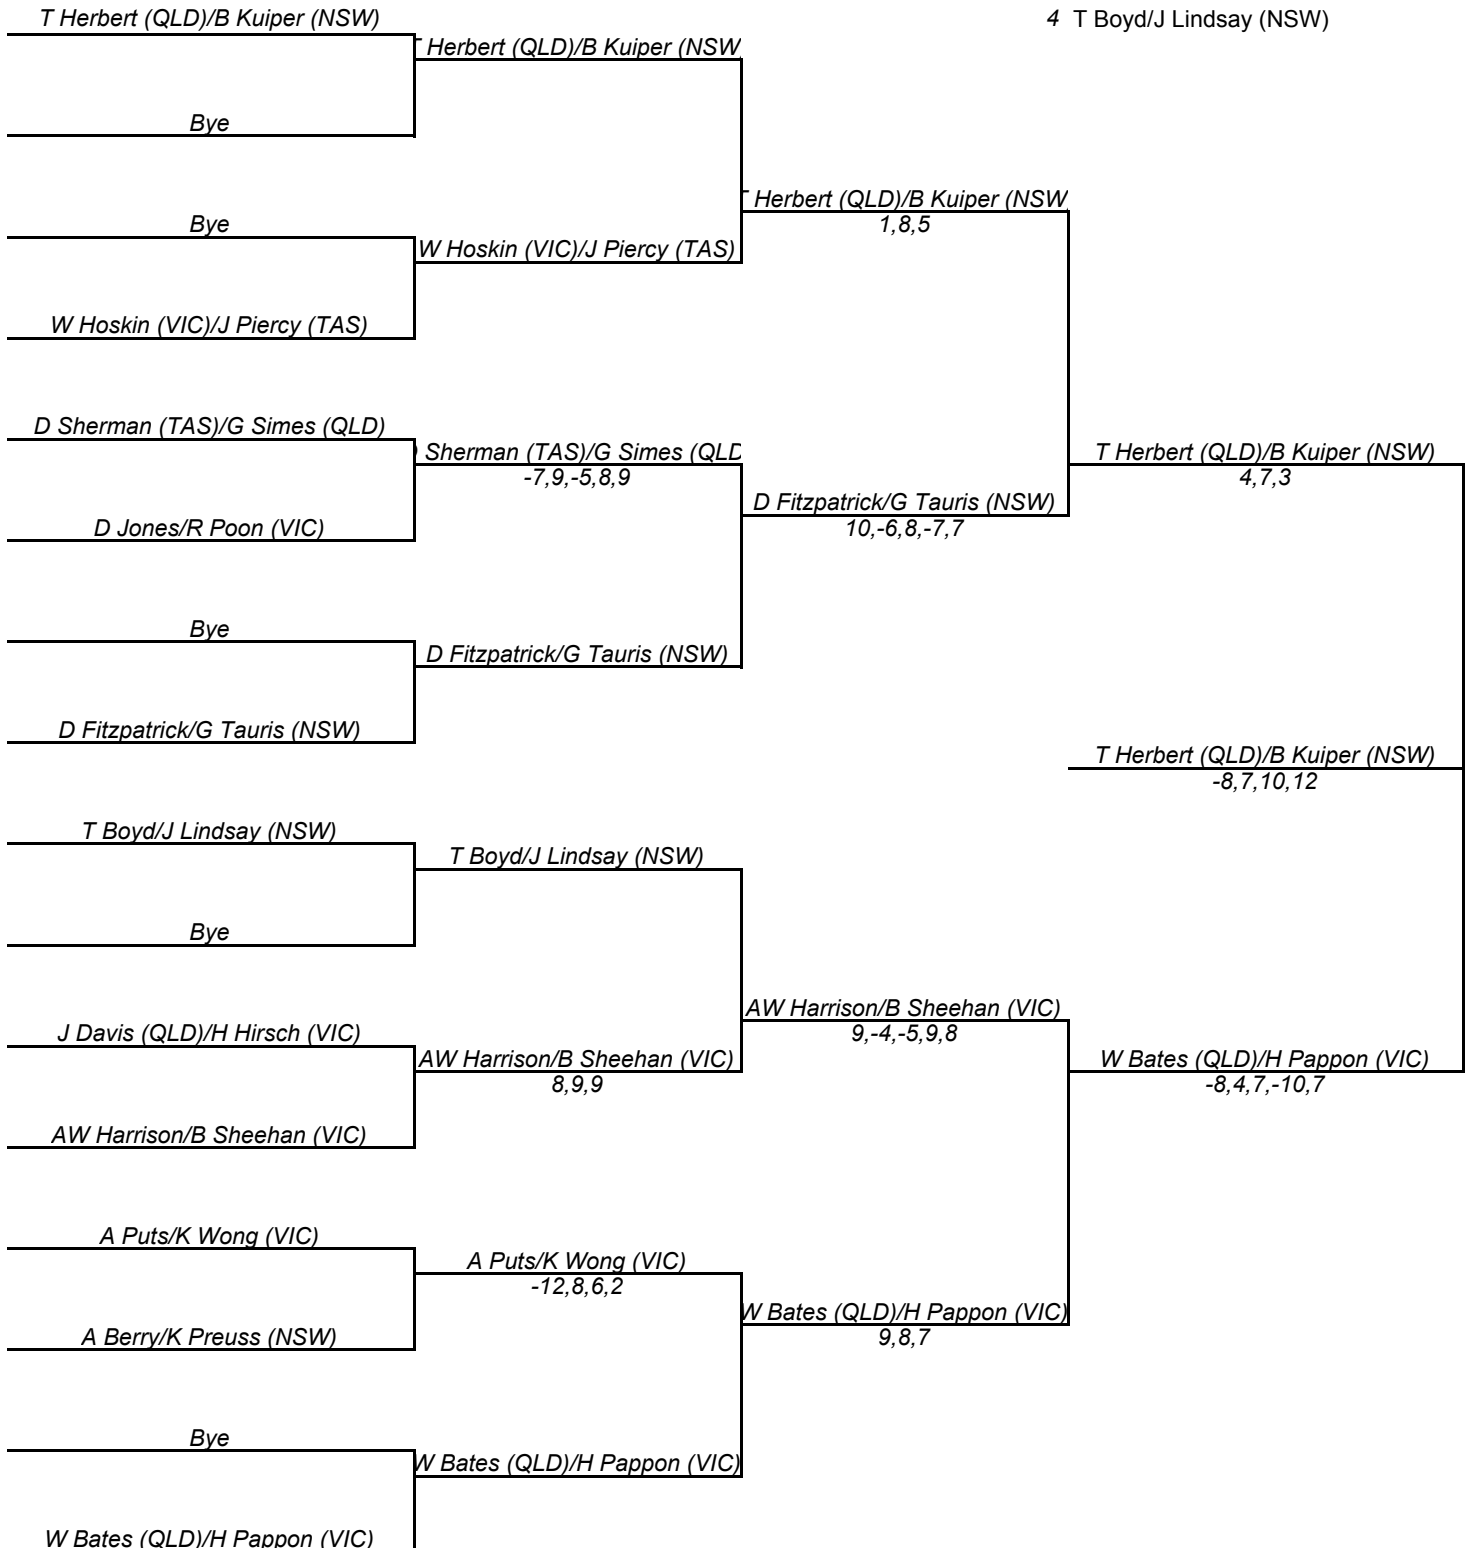 T Herbert (QLD)/B Kuiper (NSW)
4 T Boyd/J Lindsay (NSW)
Herbert (QLD)/B Kuiper (NSW
Bye
Herbert (QLD)/B Kuiper (NSW
1,8,5
Bye
W Hoskin (VIC)/J Piercy (TAS)
W Hoskin (VIC)/J Piercy (TAS)
D Sherman (TAS)/G Simes (QLD)
Sherman (TAS)/G Simes (QLD
-7,9,-5,8,9
T Herbert (QLD)/B Kuiper (NSW)
4,7,3
D Fitzpatrick/G Tauris (NSW)
10,-6,8,-7,7
D Jones/R Poon (VIC)
Bye
D Fitzpatrick/G Tauris (NSW)
D Fitzpatrick/G Tauris (NSW)
T Herbert (QLD)/B Kuiper (NSW)
-8,7,10,12
T Boyd/J Lindsay (NSW)
T Boyd/J Lindsay (NSW)
Bye
AW Harrison/B Sheehan (VIC)
9,-4,-5,9,8
J Davis (QLD)/H Hirsch (VIC)
AW Harrison/B Sheehan (VIC)
8,9,9
W Bates (QLD)/H Pappon (VIC)
-8,4,7,-10,7
AW Harrison/B Sheehan (VIC)
A Puts/K Wong (VIC)
A Puts/K Wong (VIC)
-12,8,6,2
W Bates (QLD)/H Pappon (VIC)
9,8,7
A Berry/K Preuss (NSW)
Bye
W Bates (QLD)/H Pappon (VIC)
W Bates (QLD)/H Pappon (VIC)